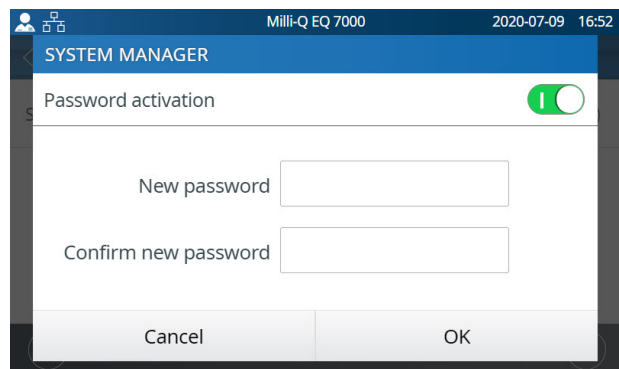 Milli-Q EQ 7000 2020-07-09 16:52
SYSTEM MANAGER
Password activation
New password
Confirm new password
Cancel OK